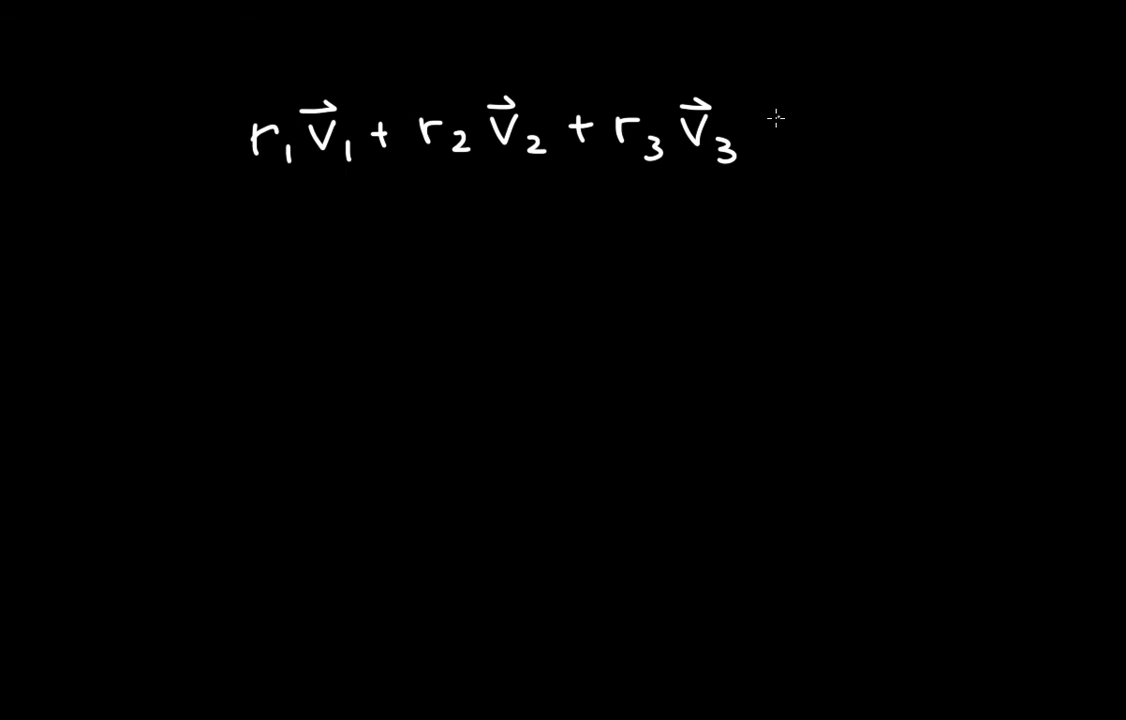 r₁v⃗₁ + r₂v⃗₂ + r₃v⃗₃